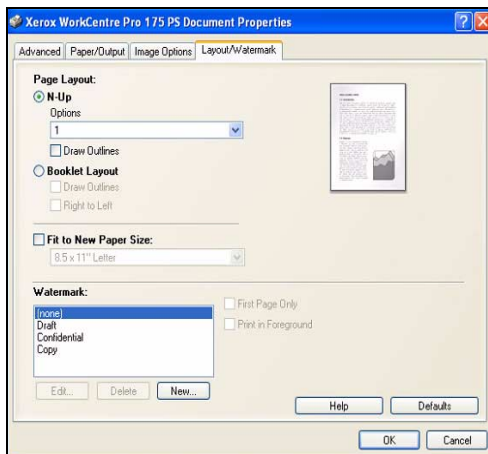 Xerox WorkCentre Pro 175 PS Document Properties
Advanced Paper/Output Image Options Layout/Watermark
Page Layout:
N-Up
Options
1
Draw Outlines
Booklet Layout
Draw Outlines
Right to Left
Fit to New Paper Size:
8.5 x 11" Letter
Watermark:
(none)
Draft
Confidential
Copy
First Page Only
Print in Foreground
Edit... Delete New...
Help Defaults
OK Cancel